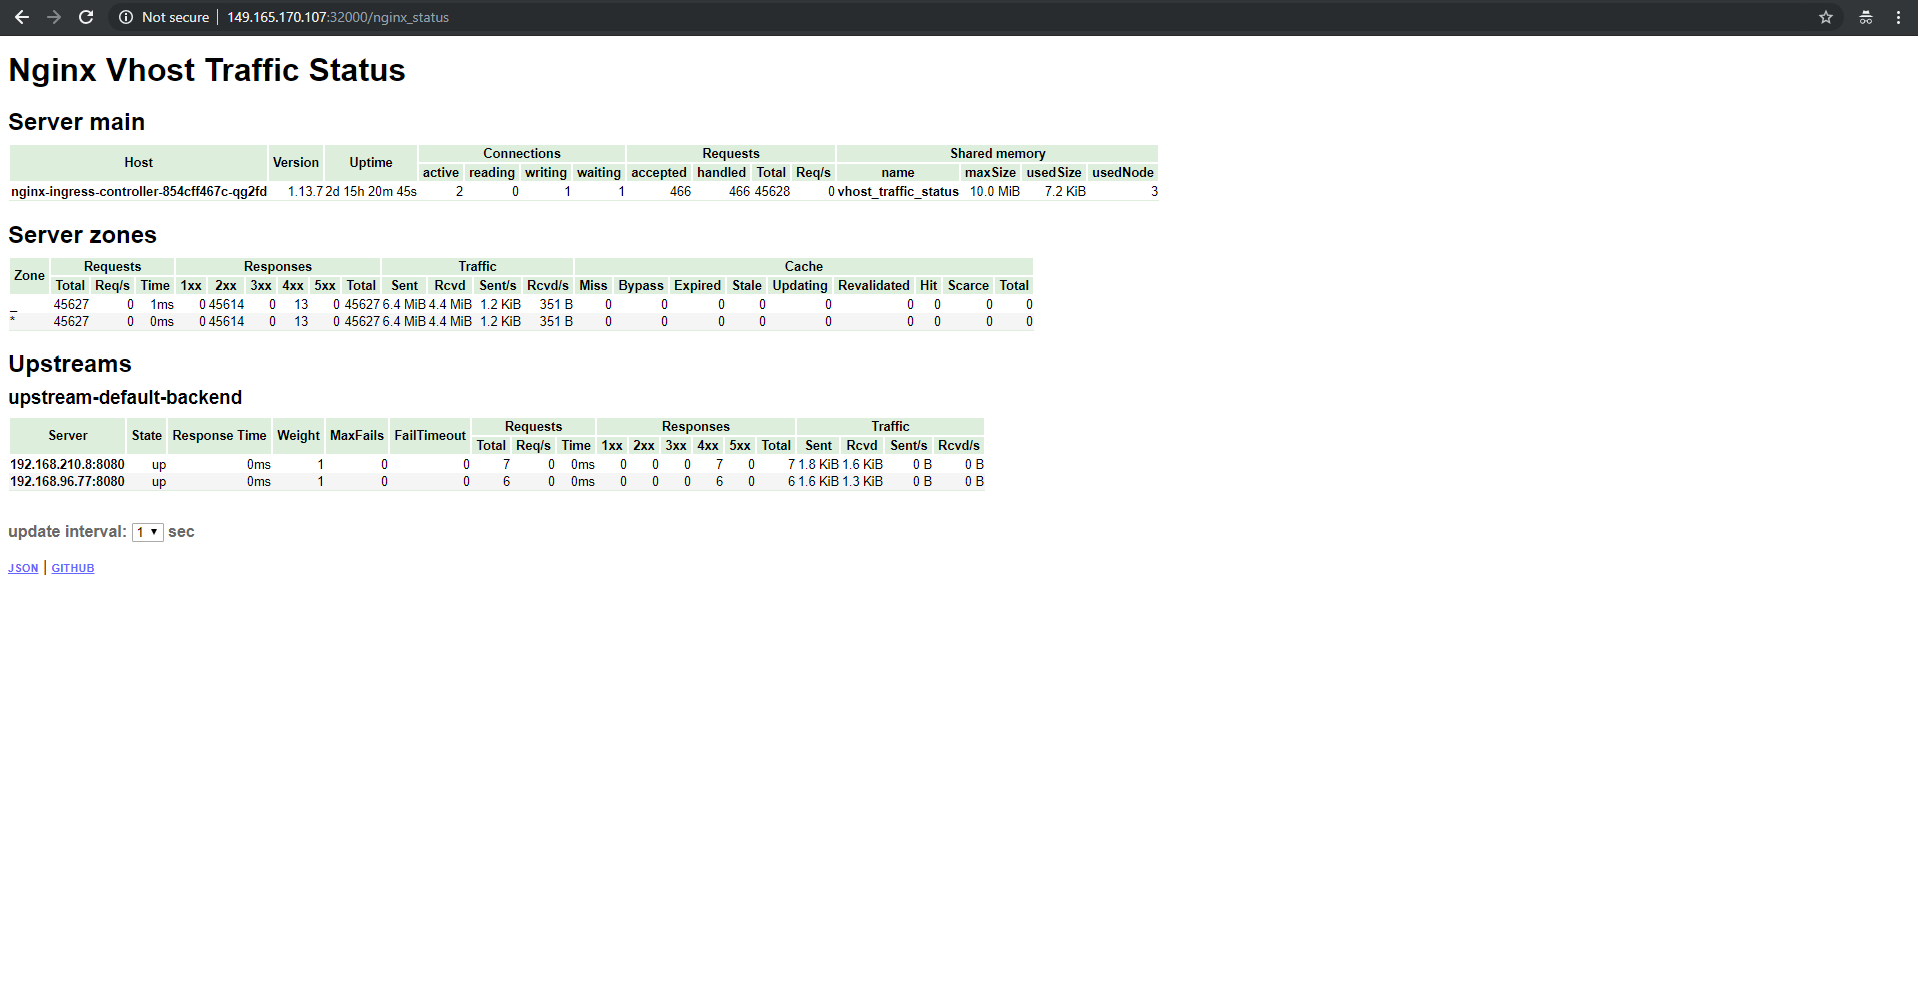 Not secure | 149.165.170.107:32000/nginx_status
Nginx Vhost Traffic Status
Server main
Host Version Uptime Connections Requests Shared memory
active reading writing waiting accepted handled Total Req/s name maxSize usedSize usedNode
nginx-ingress-controller-854cff467c-qg2fd 1.13.7 2d 15h 20m 45s 2 0 1 1 466 466 45628 0 vhost_traffic_status 10.0 MiB 7.2 KiB 3
Server zones
Zone Requests Responses Traffic Cache
Total Req/s Time 1xx 2xx 3xx 4xx 5xx Total Sent Rcvd Sent/s Rcvd/s Miss Bypass Expired Stale Updating Revalidated Hit Scarce Total
_ 45627 0 1ms 0 45614 0 13 0 45627 6.4 MiB 4.4 MiB 1.2 KiB 351 B 0 0 0 0 0 0 0 0 0
* 45627 0 0ms 0 45614 0 13 0 45627 6.4 MiB 4.4 MiB 1.2 KiB 351 B 0 0 0 0 0 0 0 0 0
Upstreams
upstream-default-backend
Server State Response Time Weight MaxFails FailTimeout Requests Responses Traffic
Total Req/s Time 1xx 2xx 3xx 4xx 5xx Total Sent Rcvd Sent/s Rcvd/s
192.168.210.8:8080 up 0ms 1 0 0 7 0 0ms 0 0 0 7 0 7 1.8 KiB 1.6 KiB 0 B 0 B
192.168.96.77:8080 up 0ms 1 0 0 6 0 0ms 0 0 0 6 0 6 1.6 KiB 1.3 KiB 0 B 0 B
update interval: 1 sec
JSON | GITHUB